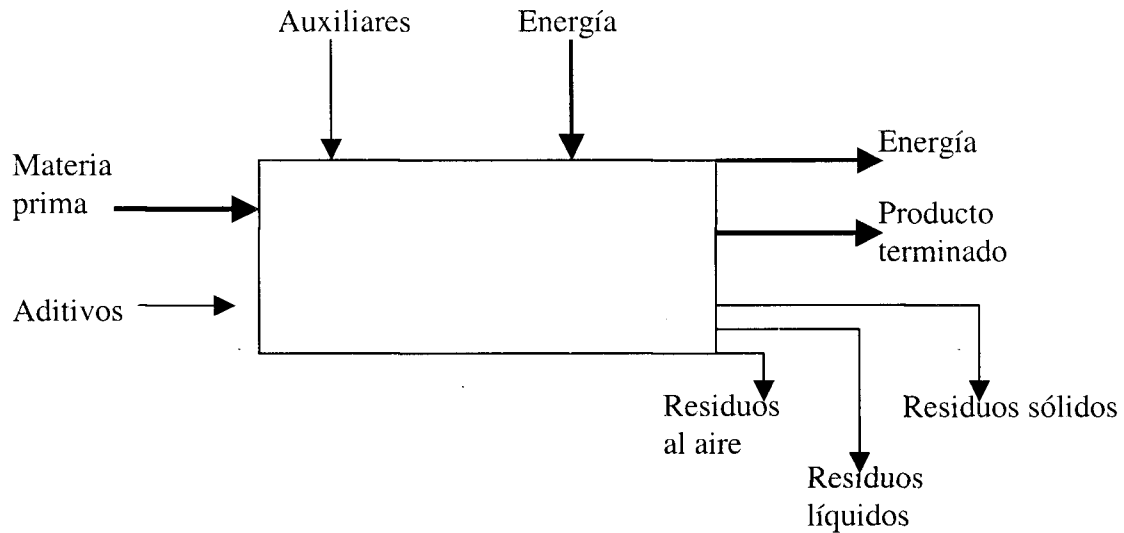 Auxiliares
Energía
Materia
prima
Aditivos
Energía
Producto
terminado
Residuos
al aire
Residuos sólidos
Residuos
líquidos